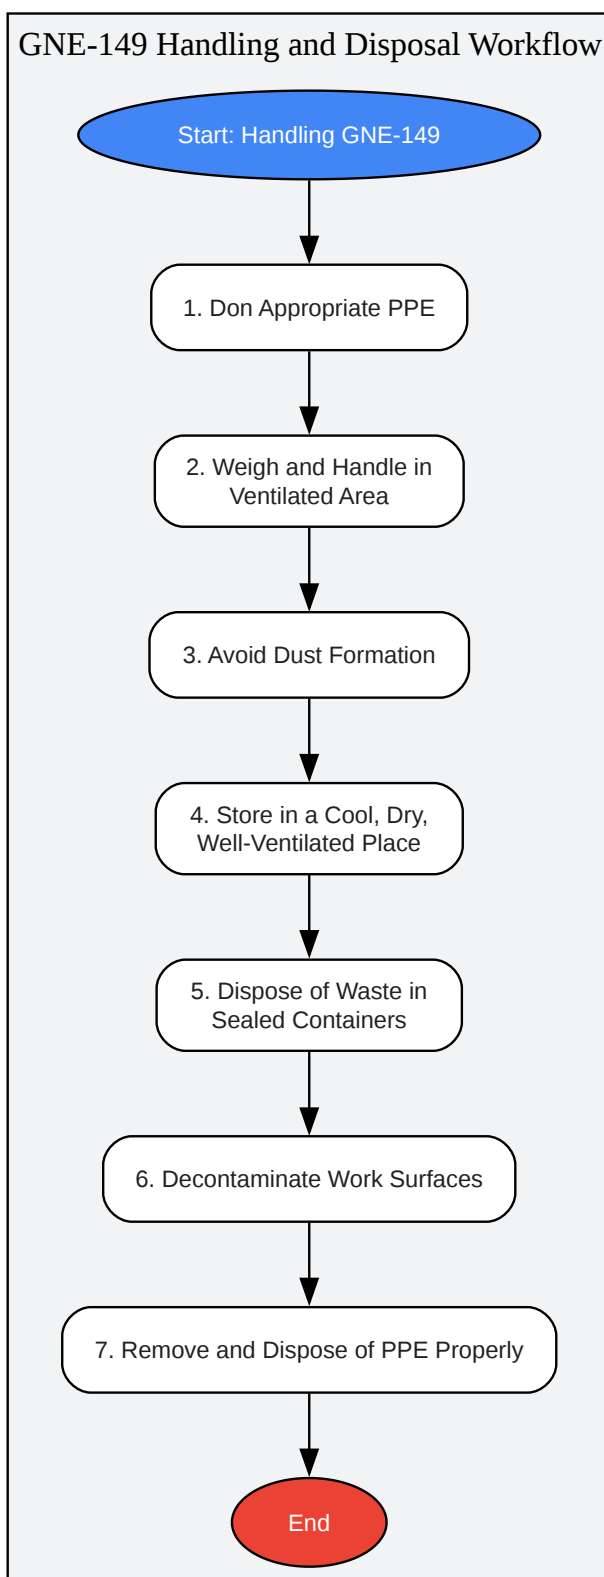 GNE-149 Handling and Disposal Workflow
Start: Handling GNE-149
1. Don Appropriate PPE
2. Weigh and Handle in
Ventilated Area
3. Avoid Dust Formation
4. Store in a Cool, Dry,
Well-Ventilated Place
5. Dispose of Waste in
Sealed Containers
6. Decontaminate Work Surfaces
7. Remove and Dispose of PPE Properly
End